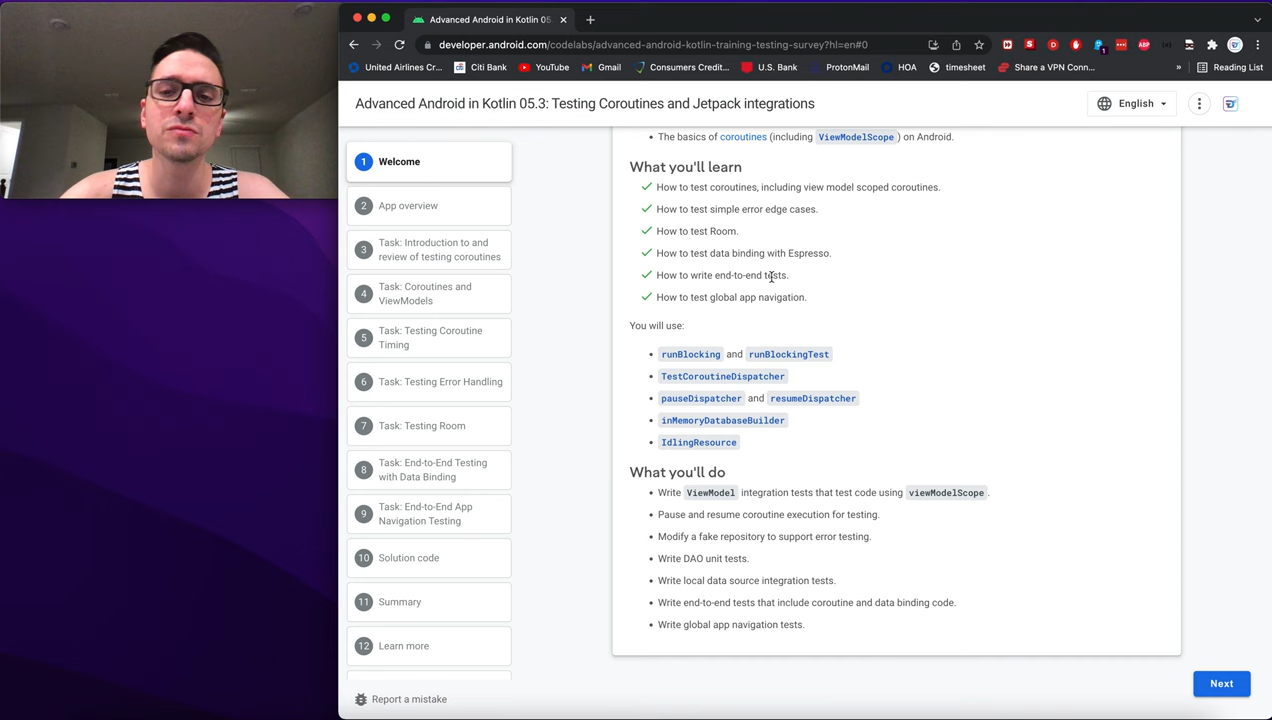 Advanced Android in Kotlin 05.
developer.android.com/codelabs/advanced-android-kotlin-training-testing-survey?hl=en#0
United Airlines Cr...
Citi Bank
YouTube
Gmail
Consumers Credit...
U.S. Bank
ProtonMail
HOA
timesheet
Share a VPN Conn...
»
Reading List
Advanced Android in Kotlin 05.3: Testing Coroutines and Jetpack integrations
English
1 Welcome
2 App overview
3 Task: Introduction to and
review of testing coroutines
4 Task: Coroutines and
ViewModels
5 Task: Testing Coroutine
Timing
6 Task: Testing Error Handling
7 Task: Testing Room
8 Task: End-to-End Testing
with Data Binding
9 Task: End-to-End App
Navigation Testing
10 Solution code
11 Summary
12 Learn more
Report a mistake
• The basics of coroutines (including ViewModelScope) on Android.
What you'll learn
How to test coroutines, including view model scoped coroutines.
How to test simple error edge cases.
How to test Room.
How to test data binding with Espresso.
How to write end-to-end tests.
How to test global app navigation.
You will use:
• runBlocking and runBlockingTest
• TestCoroutineDispatcher
• pauseDispatcher and resumeDispatcher
• inMemoryDatabaseBuilder
• IdlingResource
What you'll do
• Write ViewModel integration tests that test code using viewModelScope.
• Pause and resume coroutine execution for testing.
• Modify a fake repository to support error testing.
• Write DAO unit tests.
• Write local data source integration tests.
• Write end-to-end tests that include coroutine and data binding code.
• Write global app navigation tests.
Next